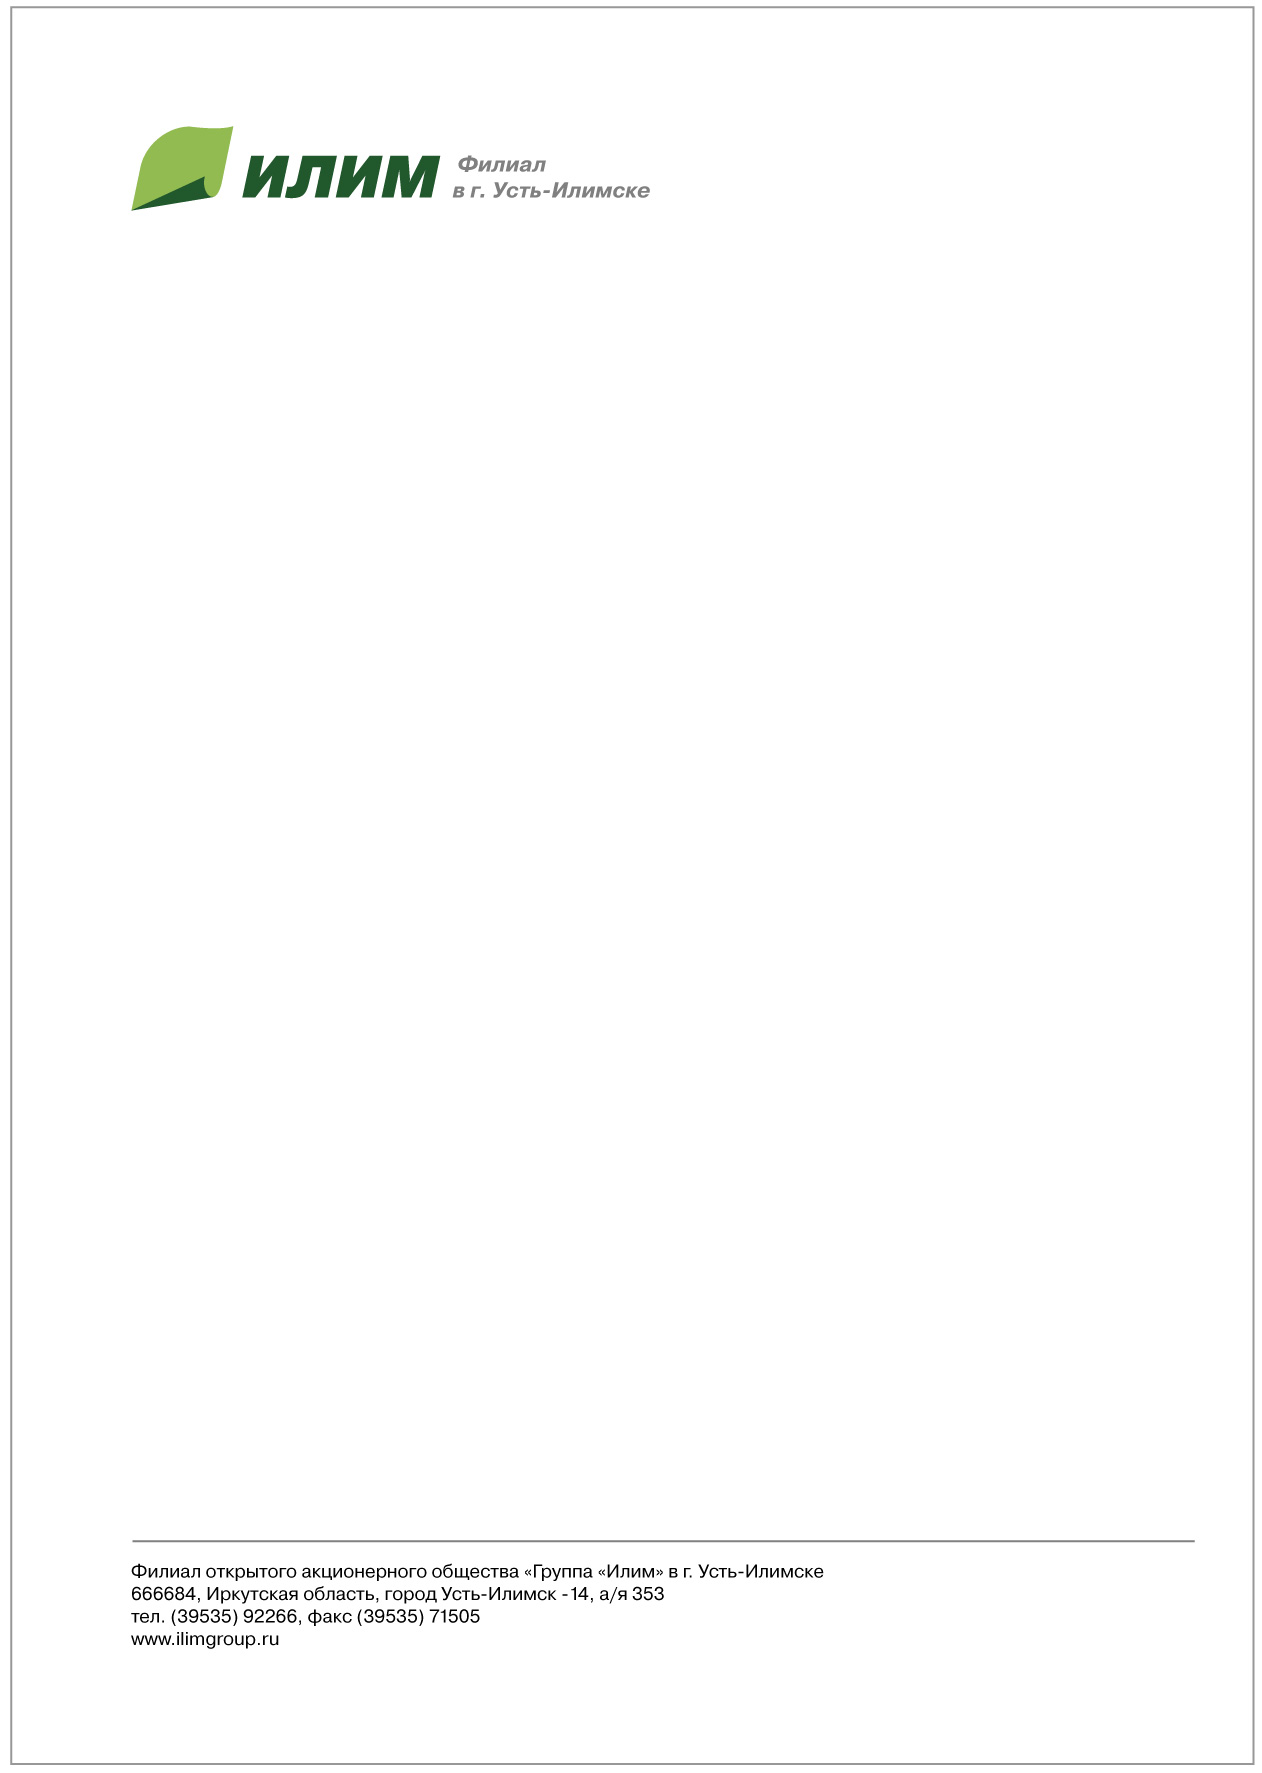 ИЛИМ
Филиал
в г. Усть-Илимске
Филиал открытого акционерного общества «Группа «Илим» в г. Усть-Илимске
666684, Иркутская область, город Усть-Илимск -14, а/я 353
тел. (39535) 92266, факс (39535) 71505
www.ilimgroup.ru